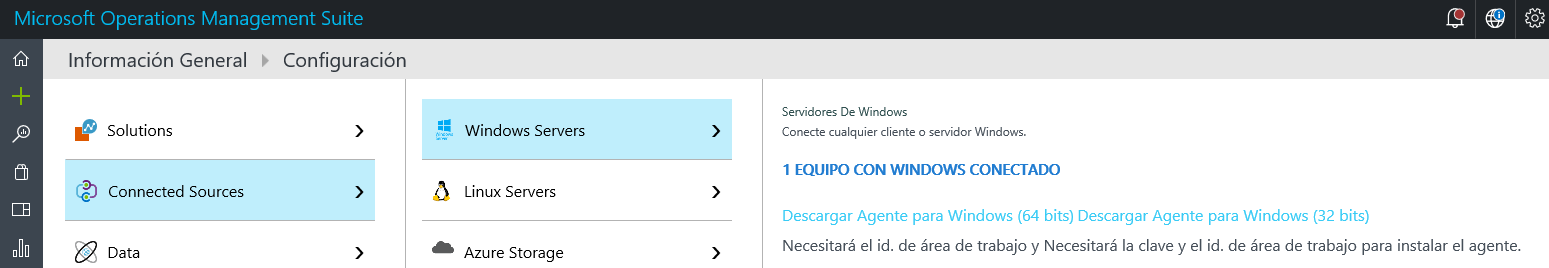 Microsoft Operations Management Suite
Información General
Configuración
Solutions
Connected Sources
Data
Windows Servers
Linux Servers
Azure Storage
Servidores De Windows
Conecte cualquier cliente o servidor Windows.
1 EQUIPO CON WINDOWS CONECTADO
Descargar Agente para Windows (64 bits) Descargar Agente para Windows (32 bits)
Necesitará el id. de área de trabajo y Necesitará la clave y el id. de área de trabajo para instalar el agente.